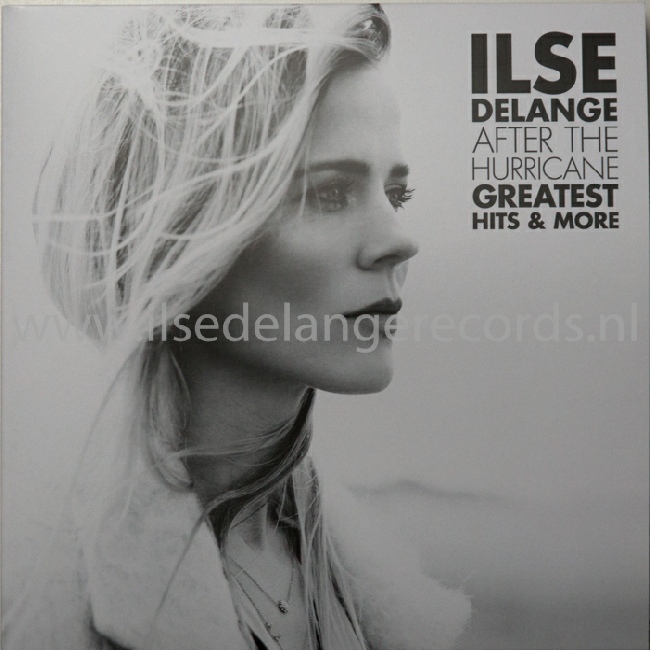 ILSE
DELANGE
AFTER THE
HURRICANE
GREATEST
HITS & MORE
www.ilsedelangerecords.nl